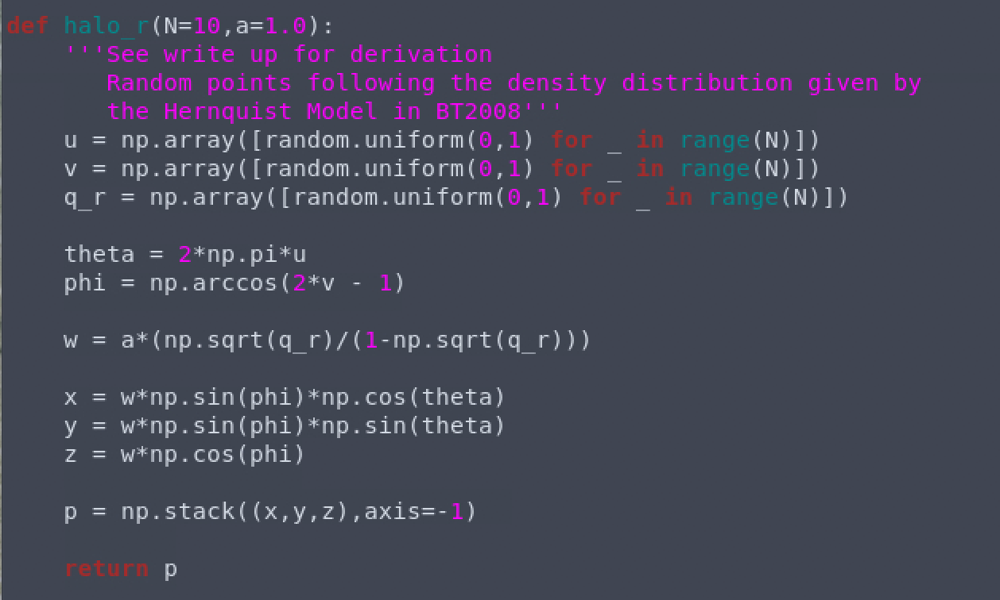 def halo_r(N=10,a=1.0):
    '''See write up for derivation
       Random points following the density distribution given by
       the Hernquist Model in BT2008'''
    u = np.array([random.uniform(0,1) for _ in range(N)])
    v = np.array([random.uniform(0,1) for _ in range(N)])
    q_r = np.array([random.uniform(0,1) for _ in range(N)])

    theta = 2*np.pi*u
    phi = np.arccos(2*v - 1)

    w = a*(np.sqrt(q_r)/(1-np.sqrt(q_r)))

    x = w*np.sin(phi)*np.cos(theta)
    y = w*np.sin(phi)*np.sin(theta)
    z = w*np.cos(phi)

    p = np.stack((x,y,z),axis=-1)

    return p